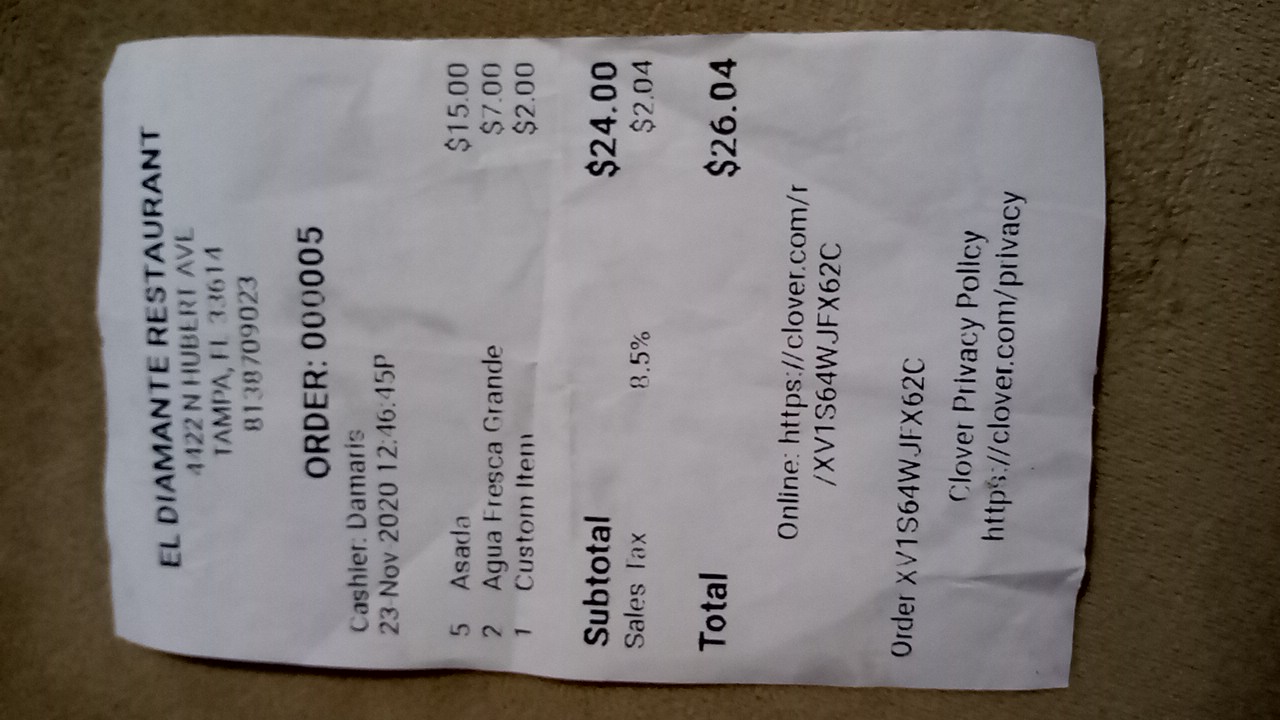 EL DIAMANTE RESTAURANT
4422 N HUBERT AVE
TAMPA, FL 33614
8138709023
ORDER: 000005
Cashier: Damaris
23-Nov 2020 12:46:45P
5 Asada $15.00
2 Agua Fresca Grande $7.00
1 Custom Item $2.00
Subtotal $24.00
Sales Tax 8.5% $2.04
Total $26.04
Online: https://clover.com/r
/XV1S64WJFX62C
Order XV1S64WJFX62C
Clover Privacy Policy
https://clover.com/privacy